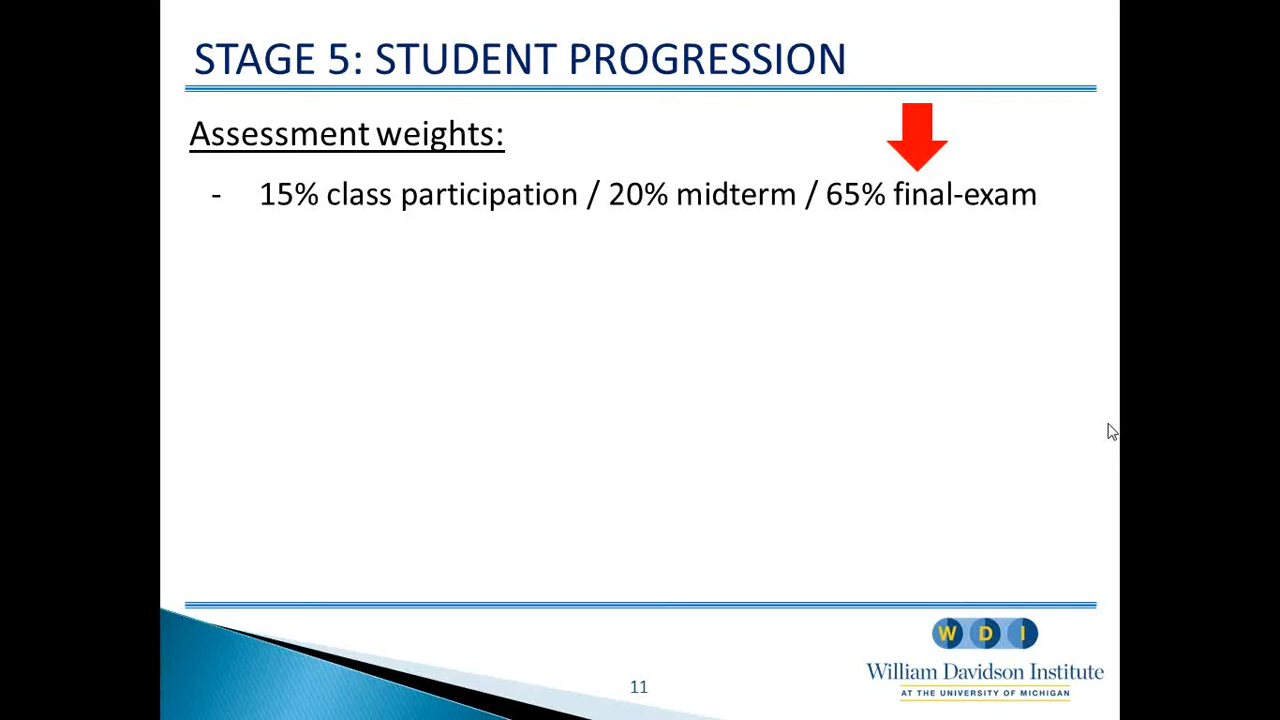 STAGE 5: STUDENT PROGRESSION
Assessment weights:
- 15% class participation / 20% midterm / 65% final-exam
W D I
William Davidson Institute
AT THE UNIVERSITY OF MICHIGAN
11